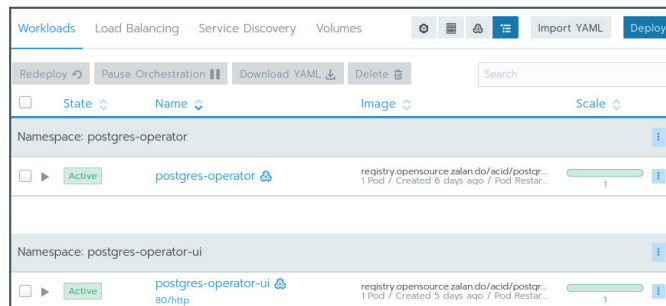 Workloads Load Balancing Service Discovery Volumes Import YAML Deploy
Redeploy Pause Orchestration Download YAML Delete Search
State Name Image Scale
Namespace: postgres-operator
Active postgres-operator registry.opensource.zalan.do/acid/postgr... 1
1 Pod / Created 6 days ago / Pod Restar...
Namespace: postgres-operator-ui
Active postgres-operator-ui registry.opensource.zalan.do/acid/postgr... 1
80/http 1 Pod / Created 5 days ago / Pod Restar...